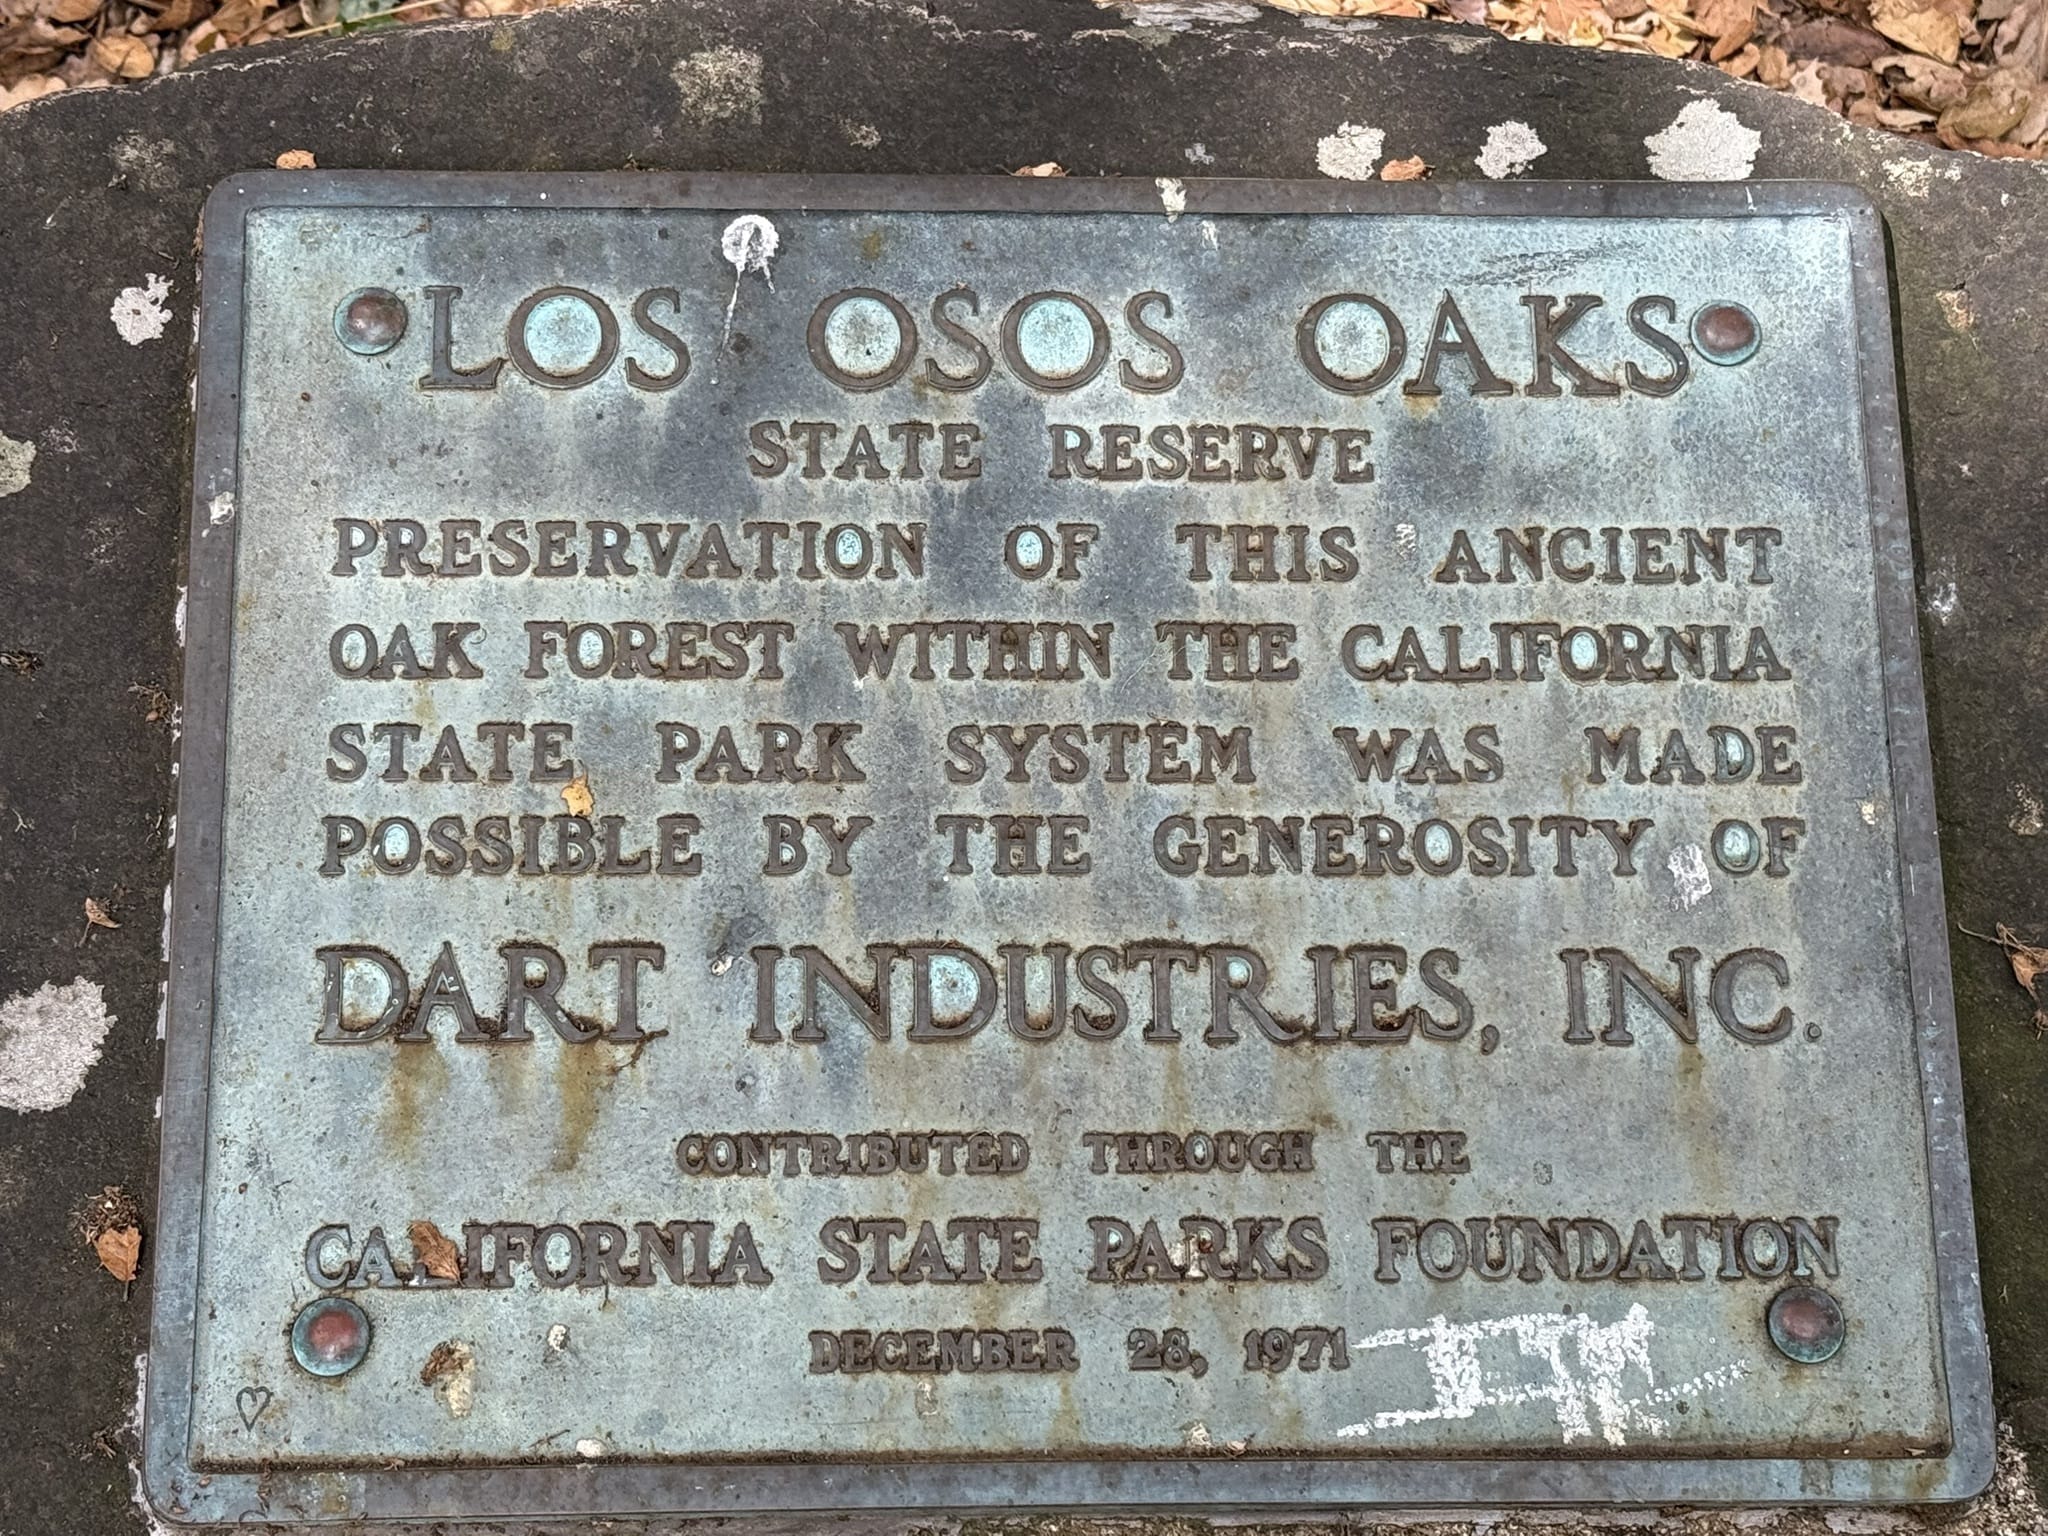 LOS OSOS OAKS
STATE RESERVE
PRESERVATION OF THIS ANCIENT
OAK FOREST WITHIN THE CALIFORNIA
STATE PARK SYSTEM WAS MADE
POSSIBLE BY THE GENEROSITY OF
DART INDUSTRIES, INC.
CONTRIBUTED THROUGH THE
CALIFORNIA STATE PARKS FOUNDATION
DECEMBER 28, 1971